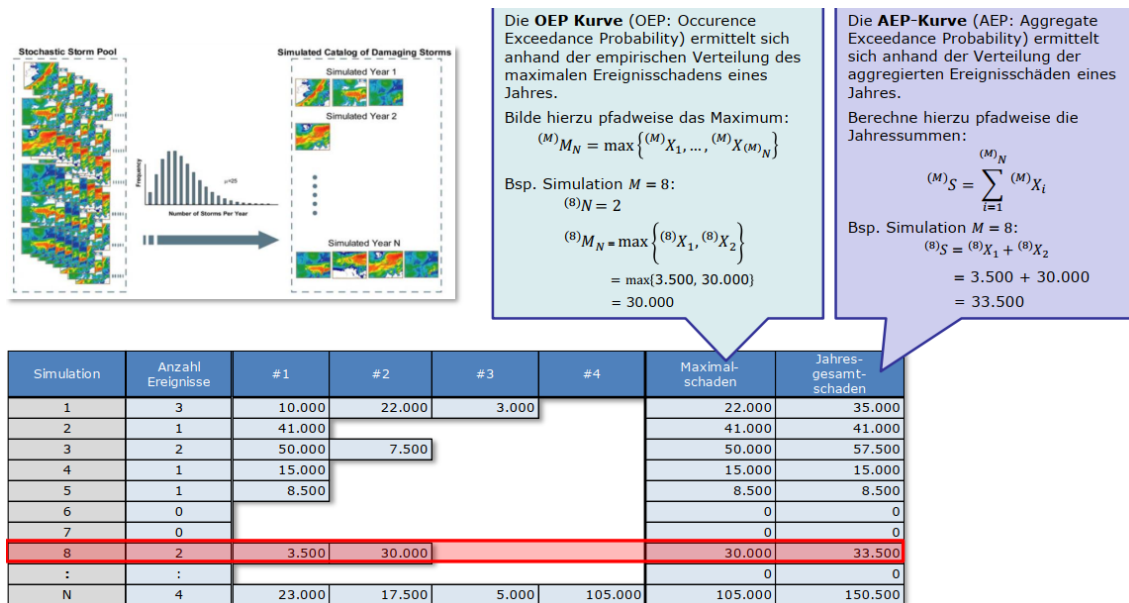 Stochastic Storm Pool
Frequency
μ=25
Number of Storms Per Year
Simulated Catalog of Damaging Storms
Simulated Year 1
Simulated Year 2
Simulated Year N
Die OEP Kurve (OEP: Occurence
Exceedance Probability) ermittelt sich
anhand der empirischen Verteilung des
maximalen Ereignisschadens eines
Jahres.
Bilde hierzu pfadweise das Maximum:
(M)M_N = max{(M)X_1, ..., (M)X_(M)N}
Bsp. Simulation M = 8:
(8)N = 2
(8)M_N = max{(8)X_1, (8)X_2}
= max{3.500, 30.000}
= 30.000
Die AEP-Kurve (AEP: Aggregate
Exceedance Probability) ermittelt
sich anhand der Verteilung der
aggregierten Ereignisschäden eines
Jahres.
Berechne hierzu pfadweise die
Jahressummen:
(M)S = ∑_{i=1}^{(M)N} (M)X_i
Bsp. Simulation M = 8:
(8)S = (8)X_1 + (8)X_2
= 3.500 + 30.000
= 33.500
Simulation Anzahl Ereignisse #1 #2 #3 #4 Maximal-schaden Jahres-gesamt-schaden
1 3 10.000 22.000 3.000 22.000 35.000
2 1 41.000 41.000 41.000
3 2 50.000 7.500 50.000 57.500
4 1 15.000 15.000 15.000
5 1 8.500 8.500 8.500
6 0 0 0
7 0 0 0
8 2 3.500 30.000 30.000 33.500
: : 0 0
N 4 23.000 17.500 5.000 105.000 105.000 150.500